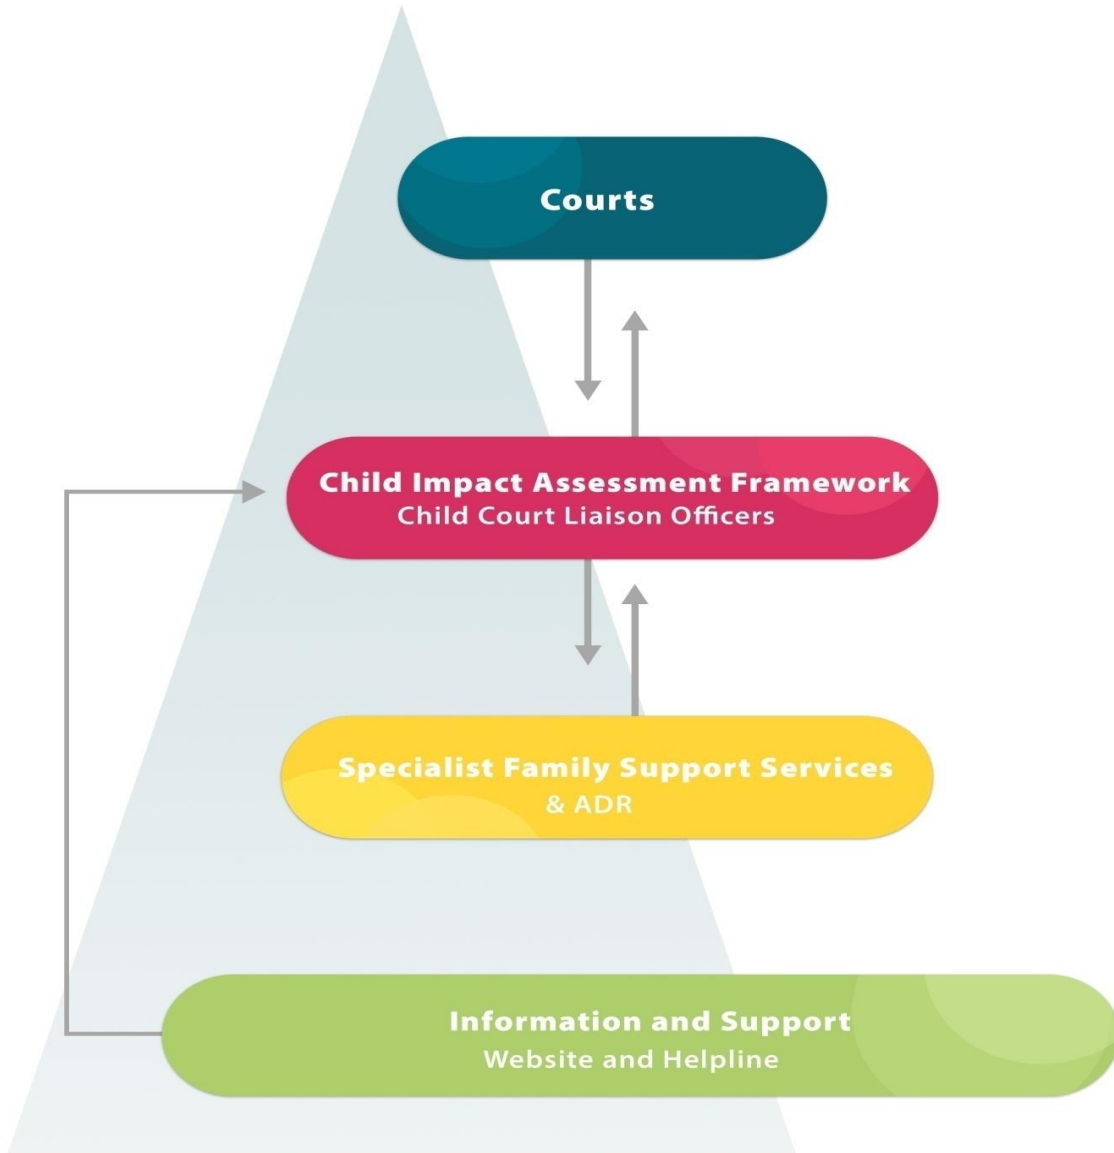 Courts
Child Impact Assessment Framework
Child Court Liaison Officers
Specialist Family Support Services
& ADR
Information and Support
Website and Helpline